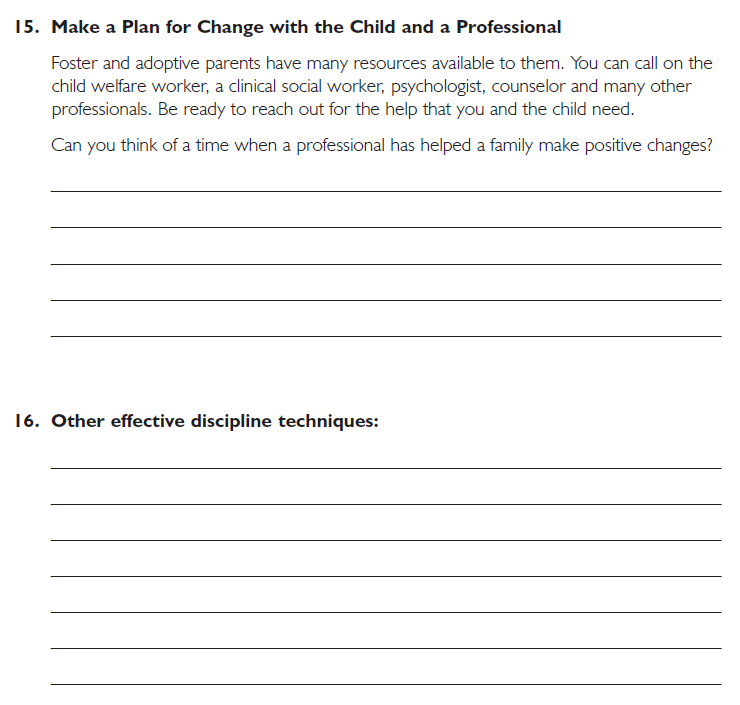 15. Make a Plan for Change with the Child and a Professional
Foster and adoptive parents have many resources available to them. You can call on the
child welfare worker, a clinical social worker, psychologist, counselor and many other
professionals. Be ready to reach out for the help that you and the child need.
Can you think of a time when a professional has helped a family make positive changes?
16. Other effective discipline techniques: